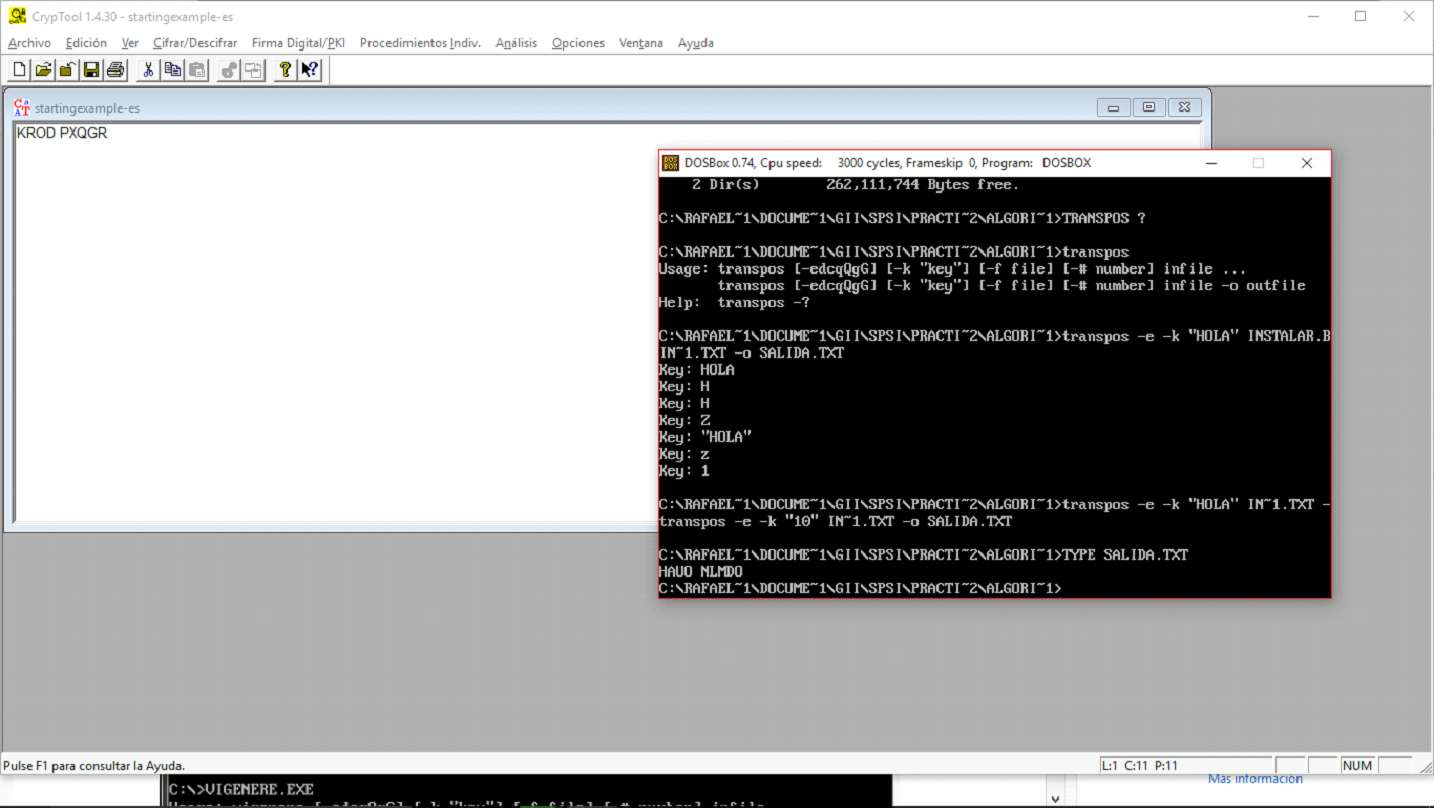 CrypTool 1.4.30 - startingexample-es
Archivo Edición Ver Cifrar/Descifrar Firma Digital/PKI Procedimientos Indiv. Análisis Opciones Ventana Ayuda
startingexample-es
KROD PXQGR
DOSBox 0.74, Cpu speed: 3000 cycles, Frameskip 0, Program: DOSBOX
2 Dir(s) 262,111,744 Bytes free.
C:\RAFAEL~1\DOCUME~1\GII\SPSI\PRACTI~2\ALGORI~1>TRANSPOS ?
C:\RAFAEL~1\DOCUME~1\GII\SPSI\PRACTI~2\ALGORI~1>transpos
Usage: transpos [-edcqQgG] [-k "key"] [-f file] [-# number] infile ...
transpos [-edcqQgG] [-k "key"] [-f file] [-# number] infile -o outfile
Help: transpos -?
C:\RAFAEL~1\DOCUME~1\GII\SPSI\PRACTI~2\ALGORI~1>transpos -e -k "HOLA" INSTALAR.B
IN~1.TXT -o SALIDA.TXT
Key: HOLA
Key: H
Key: H
Key: Z
Key: "HOLA"
Key: z
Key: 1
C:\RAFAEL~1\DOCUME~1\GII\SPSI\PRACTI~2\ALGORI~1>transpos -e -k "HOLA" IN~1.TXT -
transpos -e -k "10" IN~1.TXT -o SALIDA.TXT
C:\RAFAEL~1\DOCUME~1\GII\SPSI\PRACTI~2\ALGORI~1>TYPE SALIDA.TXT
HAUO NLMDO
C:\RAFAEL~1\DOCUME~1\GII\SPSI\PRACTI~2\ALGORI~1>
Pulse F1 para consultar la Ayuda.
L:1 C:11 P:11
NUM
Más información
C:\>VIGENERE.EXE
Usage: vigenere [-edcqQgG] [-k "key"] [-f file] [-# number] infile